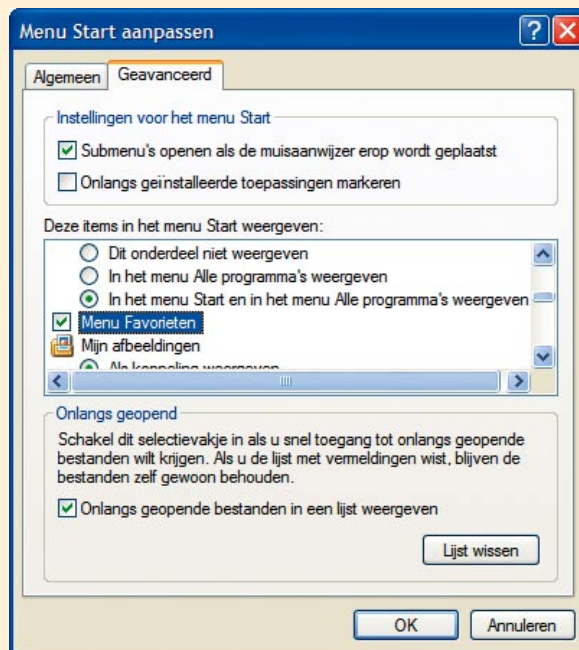 Menu Start aanpassen
Algemeen Geavanceerd
Instellingen voor het menu Start
Submenu's openen als de muisaanwijzer erop wordt geplaatst
Onlangs geïnstalleerde toepassingen markeren
Deze items in het menu Start weergeven:
Dit onderdeel niet weergeven
In het menu Alle programma's weergeven
In het menu Start en in het menu Alle programma's weergeven
Menu Favorieten
Mijn afbeeldingen
Als koppeling weergeven
Onlangs geopend
Schakel dit selectievakje in als u snel toegang tot onlangs geopende
bestanden wilt krijgen. Als u de lijst met vermeldingen wist, blijven de
bestanden zelf gewoon behouden.
Onlangs geopende bestanden in een lijst weergeven
Lijst wissen
OK Annuleren